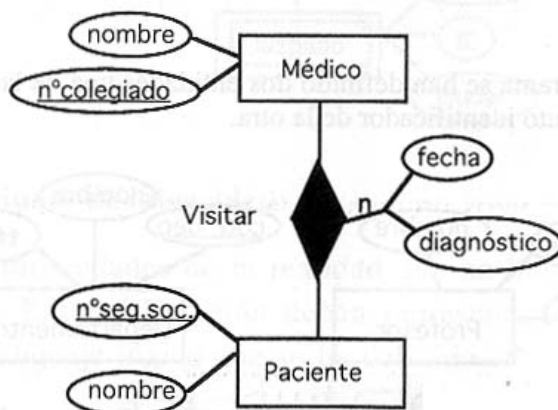 nombre
Médico
nºcolegiado
fecha
Visitar
n
diagnóstico
nºseg.soc.
Paciente
nombre